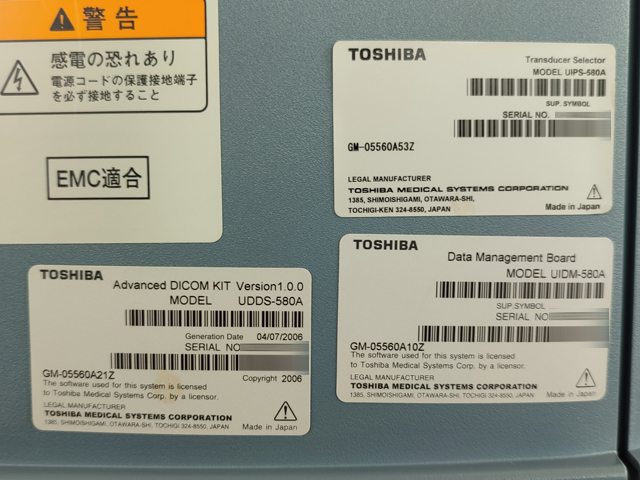 ⚠ 警告
感電の恐れあり
電源コードの保護接地端子
を必ず接地すること
EMC適合
TOSHIBA
Transducer Selector
MODEL UIPS-580A
SUP. SYMBOL
SERIAL NO.
GM-05560A53Z
LEGAL MANUFACTURER
TOSHIBA MEDICAL SYSTEMS CORPORATION
1385, SHIMOISHIGAMI, OTAWARA-SHI,
TOCHIGI-KEN 324-8550, JAPAN
Made in Japan
TOSHIBA
Data Management Board
MODEL UIDM-580A
SUP. SYMBOL
SERIAL NO
GM-05560A10Z
The software used for this system is licensed
to Toshiba Medical Systems Corp. by a licensor.
LEGAL MANUFACTURER
TOSHIBA MEDICAL SYSTEMS CORPORATION
1385, SHIMOISHIGAMI, OTAWARA-SHI, TOCHIGI 324-8550, JAPAN
Made in Japan
TOSHIBA
Advanced DICOM KIT Version1.0.0
MODEL UDDS-580A
Generation Date 04/07/2006
SERIAL NO
GM-05560A21Z
Copyright 2006
The software used for this system is licensed
to Toshiba Medical Systems Corp. by a licensor.
LEGAL MANUFACTURER
TOSHIBA MEDICAL SYSTEMS CORPORATION
1385, SHIMOISHIGAMI, OTAWARA-SHI, TOCHIGI 324-8550, JAPAN
Made in Japan